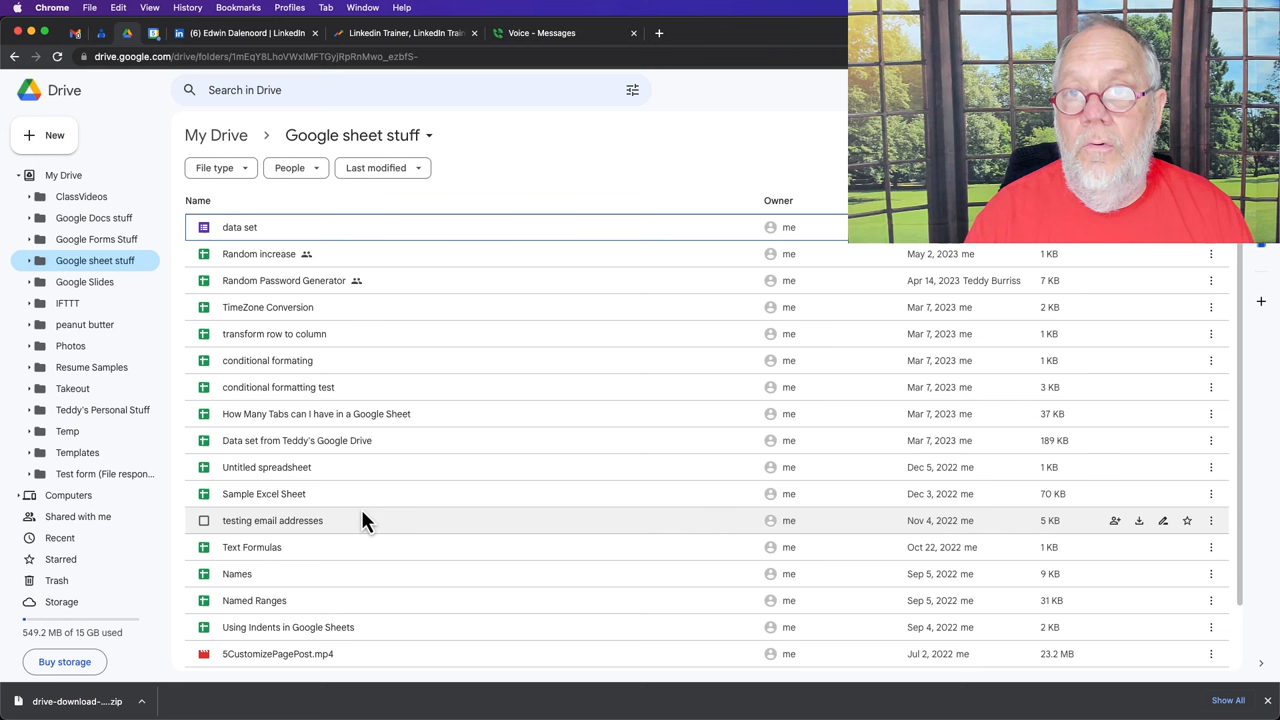 Chrome File Edit View History Bookmarks Profiles Tab Window Help
(6) Edwin Dalenoord | LinkedIn
Linkedin Trainer, LinkedIn Train
Voice - Messages
drive.google.com/drive/folders/1mEqY8LhoVWxIMFTGyjRpRnMwo_ezbfS-
Drive
Search in Drive
New
My Drive
ClassVideos
Google Docs stuff
Google Forms Stuff
Google sheet stuff
Google Slides
IFTTT
peanut butter
Photos
Resume Samples
Takeout
Teddy's Personal Stuff
Temp
Templates
Test form (File respon...
Computers
Shared with me
Recent
Starred
Trash
Storage
549.2 MB of 15 GB used
Buy storage
My Drive > Google sheet stuff
File type People Last modified
Name Owner
data set me
Random increase me May 2, 2023 me 1 KB
Random Password Generator me Apr 14, 2023 Teddy Burriss 7 KB
TimeZone Conversion me Mar 7, 2023 me 2 KB
transform row to column me Mar 7, 2023 me 1 KB
conditional formating me Mar 7, 2023 me 1 KB
conditional formatting test me Mar 7, 2023 me 3 KB
How Many Tabs can I have in a Google Sheet me Mar 7, 2023 me 37 KB
Data set from Teddy's Google Drive me Mar 7, 2023 me 189 KB
Untitled spreadsheet me Dec 5, 2022 me 1 KB
Sample Excel Sheet me Dec 3, 2022 me 70 KB
testing email addresses me Nov 4, 2022 me 5 KB
Text Formulas me Oct 22, 2022 me 1 KB
Names me Sep 5, 2022 me 9 KB
Named Ranges me Sep 5, 2022 me 31 KB
Using Indents in Google Sheets me Sep 4, 2022 me 2 KB
5CustomizePagePost.mp4 me Jul 2, 2022 me 23.2 MB
drive-download-....zip
Show All